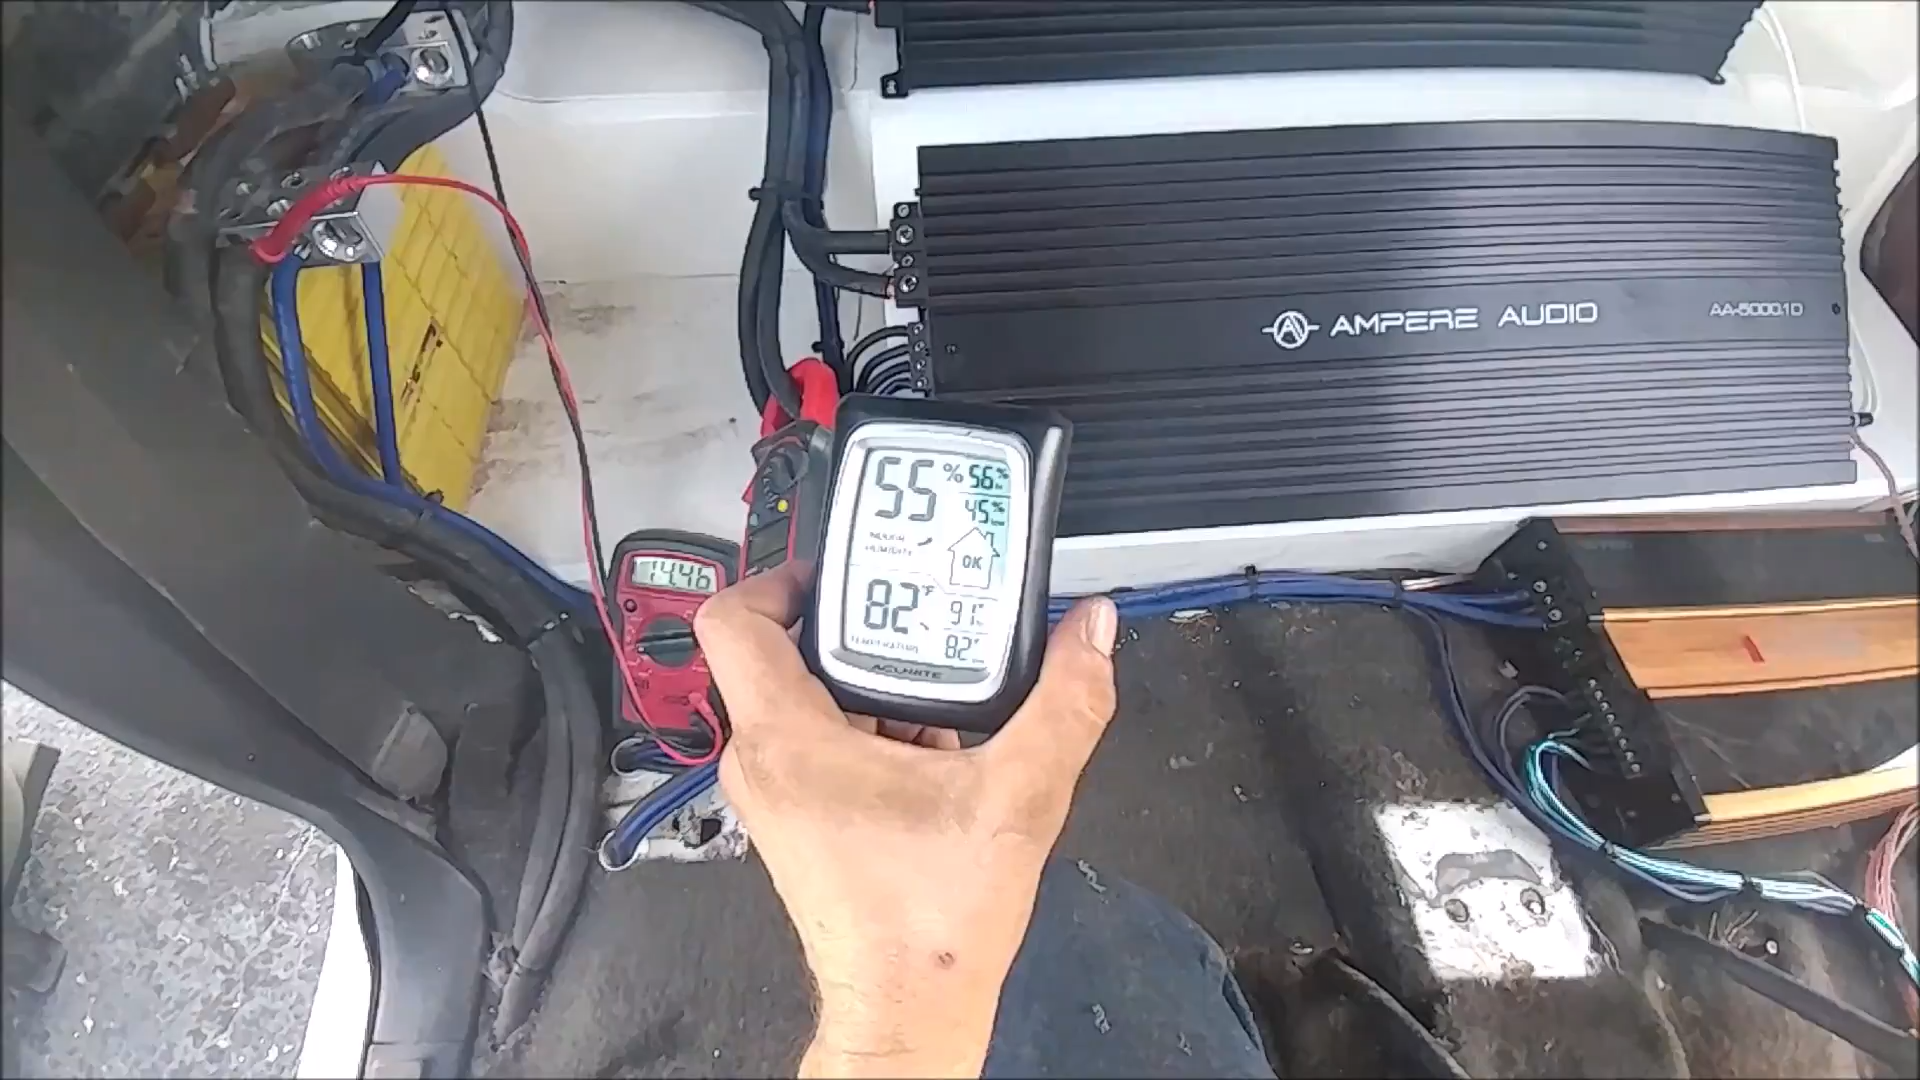 AMPERE AUDIO
AA-5000.1D
55 % 56%
45%
INDOOR
HUMIDITY
OK
82 °F 91°
82°
TEMPERATURE
ACURITE
14.46